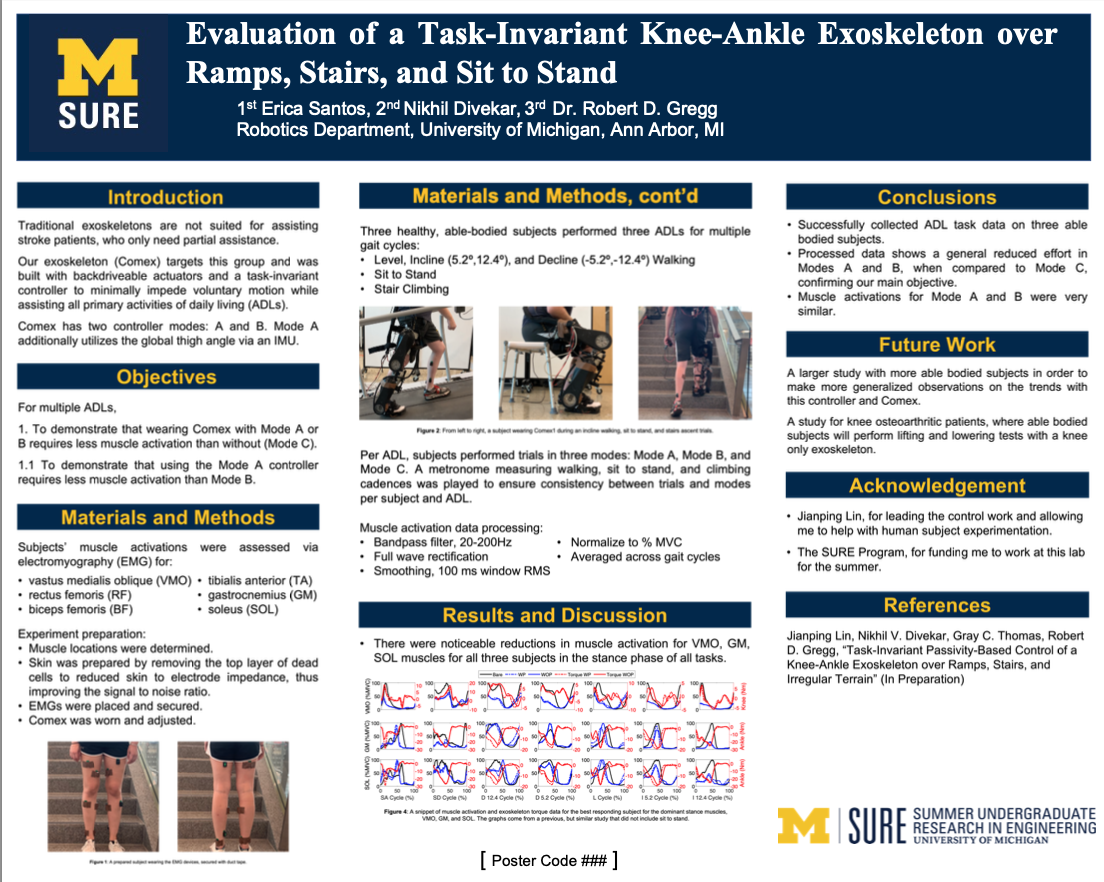 M
SURE
Evaluation of a Task-Invariant Knee-Ankle Exoskeleton over
Ramps, Stairs, and Sit to Stand
1st Erica Santos, 2nd Nikhil Divekar, 3rd Dr. Robert D. Gregg
Robotics Department, University of Michigan, Ann Arbor, MI
Introduction
Traditional exoskeletons are not suited for assisting
stroke patients, who only need partial assistance.
Our exoskeleton (Comex) targets this group and was
built with backdriveable actuators and a task-invariant
controller to minimally impede voluntary motion while
assisting all primary activities of daily living (ADLs).
Comex has two controller modes: A and B. Mode A
additionally utilizes the global thigh angle via an IMU.
Objectives
For multiple ADLs,
1. To demonstrate that wearing Comex with Mode A or
B requires less muscle activation than without (Mode C).
1.1 To demonstrate that using the Mode A controller
requires less muscle activation than Mode B.
Materials and Methods
Subjects' muscle activations were assessed via
electromyography (EMG) for:
• vastus medialis oblique (VMO) • tibialis anterior (TA)
• rectus femoris (RF) • gastrocnemius (GM)
• biceps femoris (BF) • soleus (SOL)
Experiment preparation:
• Muscle locations were determined.
• Skin was prepared by removing the top layer of dead
cells to reduced skin to electrode impedance, thus
improving the signal to noise ratio.
• EMGs were placed and secured.
• Comex was worn and adjusted.
Figure 1: A prepared subject wearing the EMG devices, secured with duct tape.
Materials and Methods, cont'd
Three healthy, able-bodied subjects performed three ADLs for multiple
gait cycles:
• Level, Incline (5.2º,12.4º), and Decline (-5.2º,-12.4º) Walking
• Sit to Stand
• Stair Climbing
Figure 2: From left to right, a subject wearing Comex1 during an incline walking, sit to stand, and stairs ascent trials.
Per ADL, subjects performed trials in three modes: Mode A, Mode B, and
Mode C. A metronome measuring walking, sit to stand, and climbing
cadences was played to ensure consistency between trials and modes
per subject and ADL.
Muscle activation data processing:
• Bandpass filter, 20-200Hz • Normalize to % MVC
• Full wave rectification • Averaged across gait cycles
• Smoothing, 100 ms window RMS
Results and Discussion
• There were noticeable reductions in muscle activation for VMO, GM,
SOL muscles for all three subjects in the stance phase of all tasks.
Bare WP WOP Torque WP Torque WOP
VMO (%MVC)
Knee (Nm)
GM (%MVC)
Ankle (Nm)
SOL (%MVC)
Ankle (Nm)
SA Cycle (%) SD Cycle (%) D 12.4 Cycle (%) D 5.2 Cycle (%) L Cycle (%) I 5.2 Cycle (%) I 12.4 Cycle (%)
Figure 4: A snippet of muscle activation and exoskeleton torque data for the best responding subject for the dominant stance muscles,
VMO, GM, and SOL. The graphs come from a previous, but similar study that did not include sit to stand.
[ Poster Code ### ]
Conclusions
• Successfully collected ADL task data on three able
bodied subjects.
• Processed data shows a general reduced effort in
Modes A and B, when compared to Mode C,
confirming our main objective.
• Muscle activations for Mode A and B were very
similar.
Future Work
A larger study with more able bodied subjects in order to
make more generalized observations on the trends with
this controller and Comex.
A study for knee osteoarthritic patients, where able bodied
subjects will perform lifting and lowering tests with a knee
only exoskeleton.
Acknowledgement
• Jianping Lin, for leading the control work and allowing
me to help with human subject experimentation.
• The SURE Program, for funding me to work at this lab
for the summer.
References
Jianping Lin, Nikhil V. Divekar, Gray C. Thomas, Robert
D. Gregg, “Task-Invariant Passivity-Based Control of a
Knee-Ankle Exoskeleton over Ramps, Stairs, and
Irregular Terrain” (In Preparation)
M SURE SUMMER UNDERGRADUATE
RESEARCH IN ENGINEERING
UNIVERSITY OF MICHIGAN